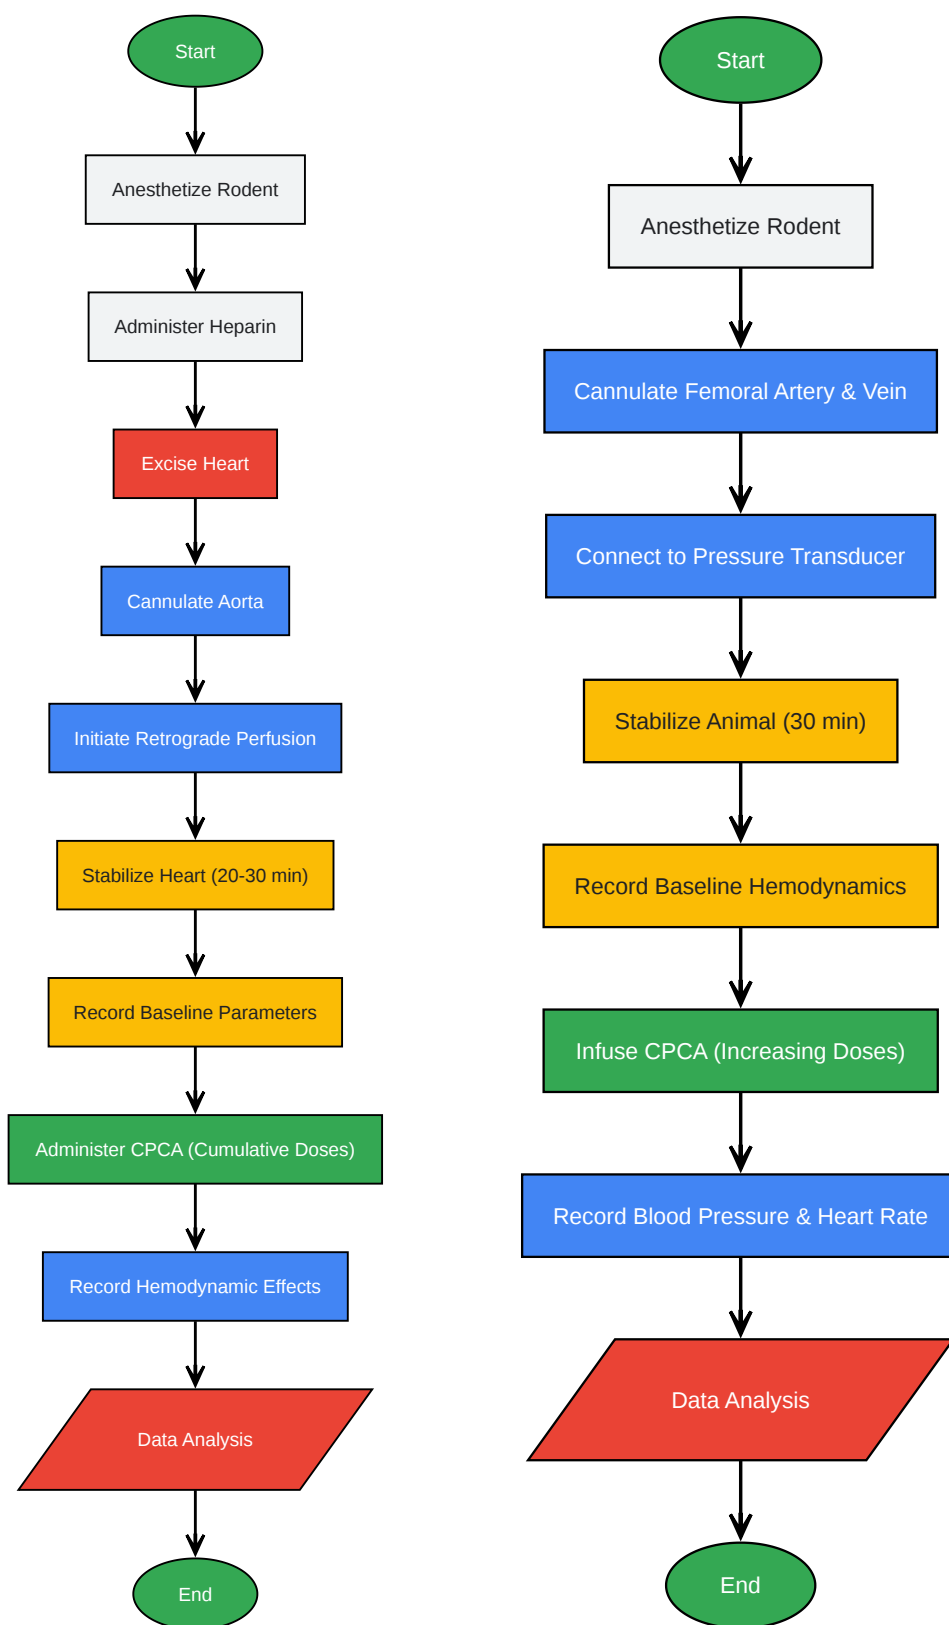 Start
Anesthetize Rodent
Administer Heparin
Excise Heart
Cannulate Aorta
Initiate Retrograde Perfusion
Stabilize Heart (20-30 min)
Record Baseline Parameters
Administer CPCA (Cumulative Doses)
Record Hemodynamic Effects
Data Analysis
End
Start
Anesthetize Rodent
Cannulate Femoral Artery & Vein
Connect to Pressure Transducer
Stabilize Animal (30 min)
Record Baseline Hemodynamics
Infuse CPCA (Increasing Doses)
Record Blood Pressure & Heart Rate
Data Analysis
End